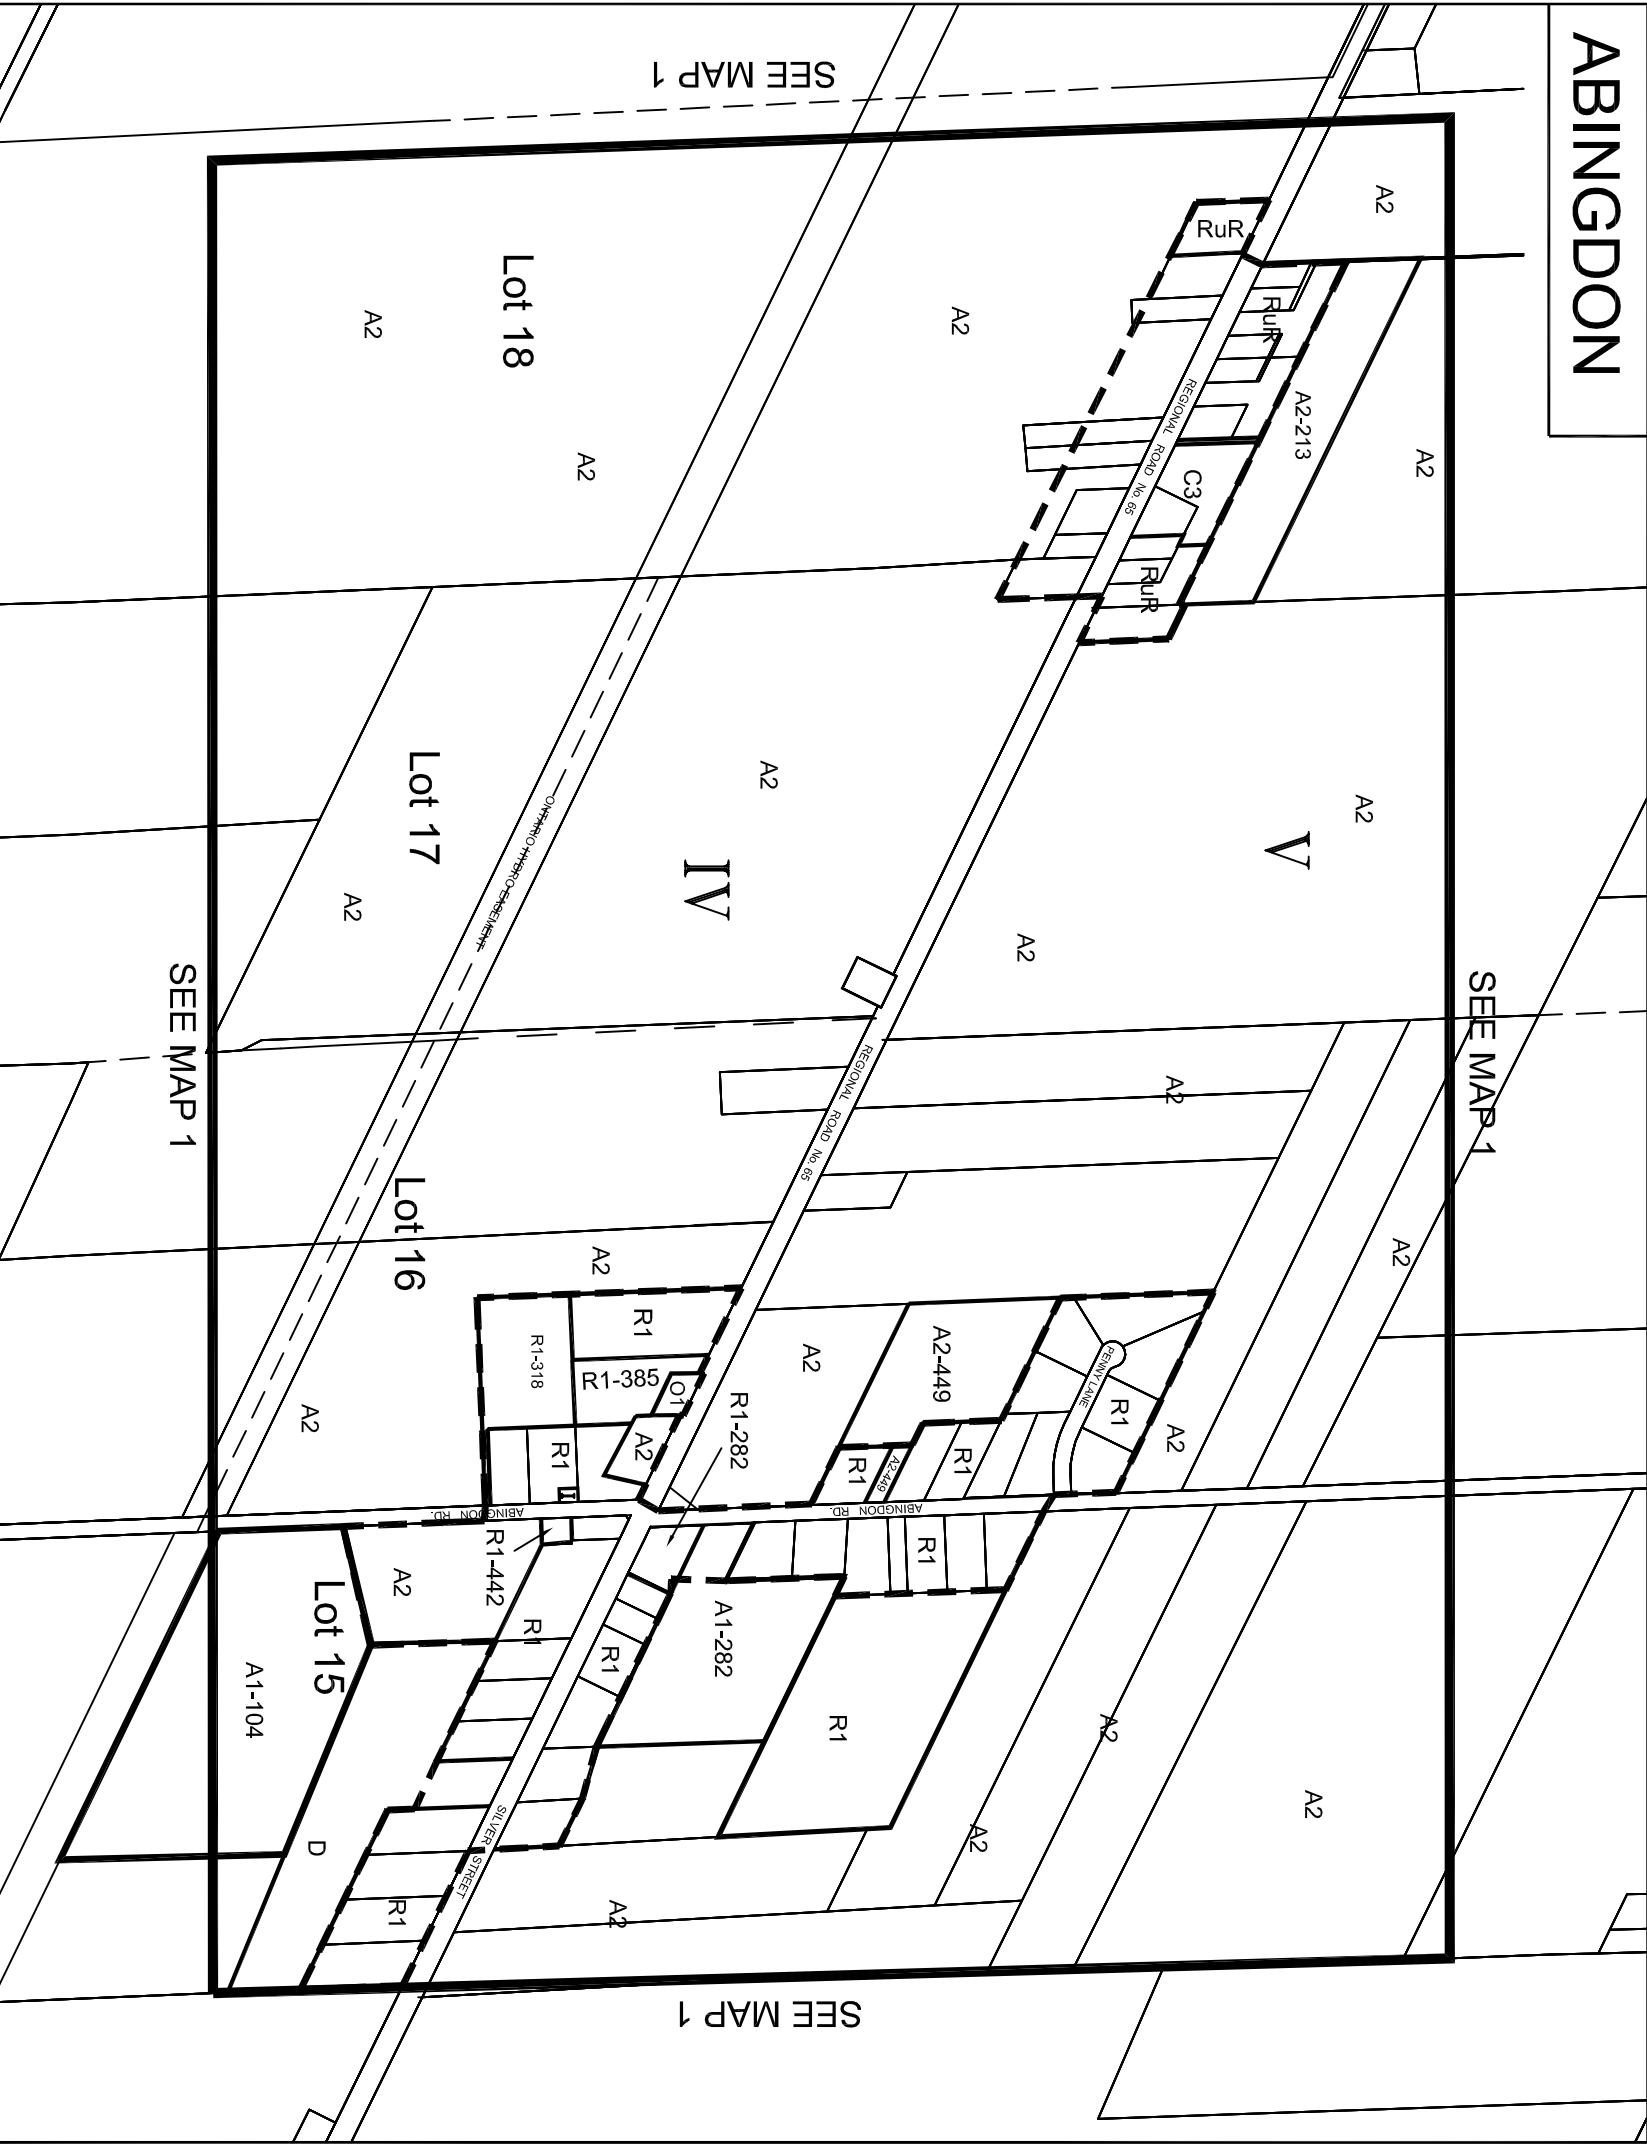 ABINGDON
SEE MAP 1
A2
A2
A2
A2
A2
A2-213
V
RuR
RuR
C3
A2
A2
RuR
REGIONAL ROAD No. 65
R1
PENNY LANE
A2
A2
A2
R1
A2
A2-449
R1
A2-449
ABINGDON RD.
R1
REGIONAL ROAD No. 65
R1
A2
A2
SEE MAP 1
SEE MAP 1
R1-282
A1-282
IV
O1
A2
R1
R1-385
A2
R1
A2
A2
R1
I
R1-318
R1
ONTARIO HYDRO EASEMENT
Lot 18
R1-442
ABINGDON RD.
SILVER STREET
Lot 17
Lot 16
A2
R1
A2
A2
Lot 15
D
A2
A1-104
SEE MAP 1